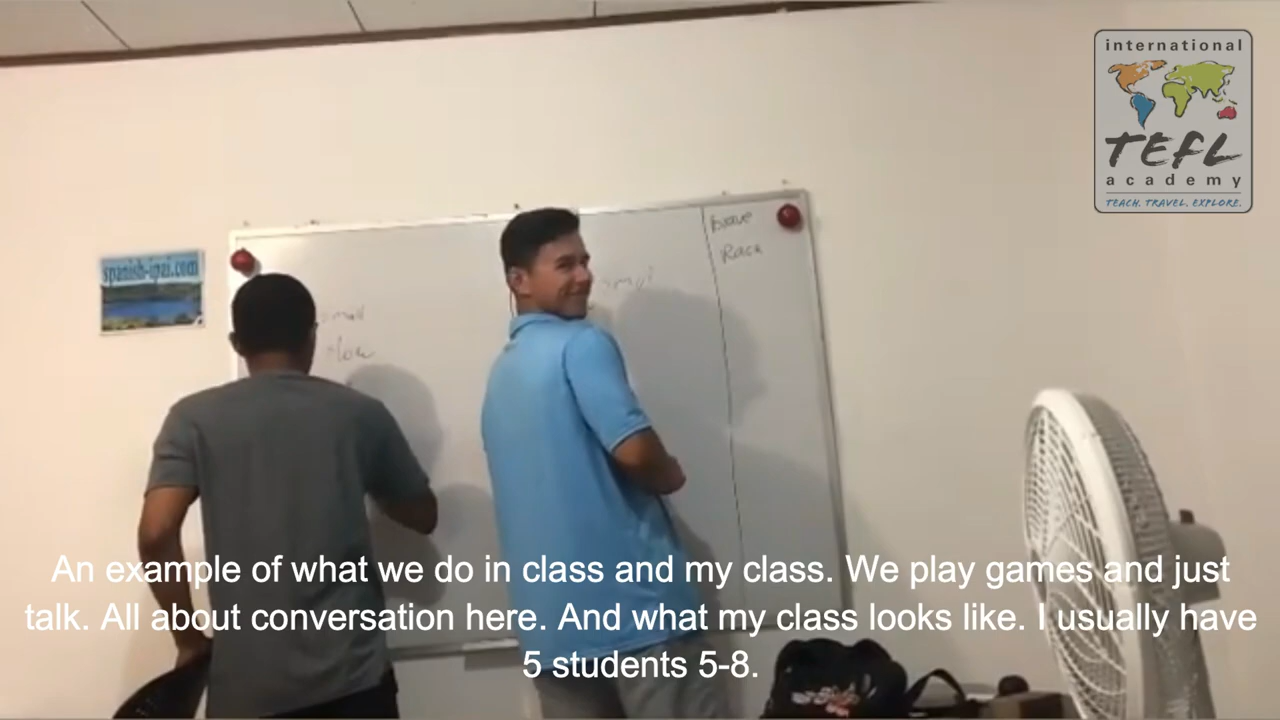 international
TEFL
academy
TEACH. TRAVEL. EXPLORE.
spanish-ipai.com
Brave
slow
An example of what we do in class and my class. We play games and just
talk. All about conversation here. And what my class looks like. I usually have
5 students 5-8.